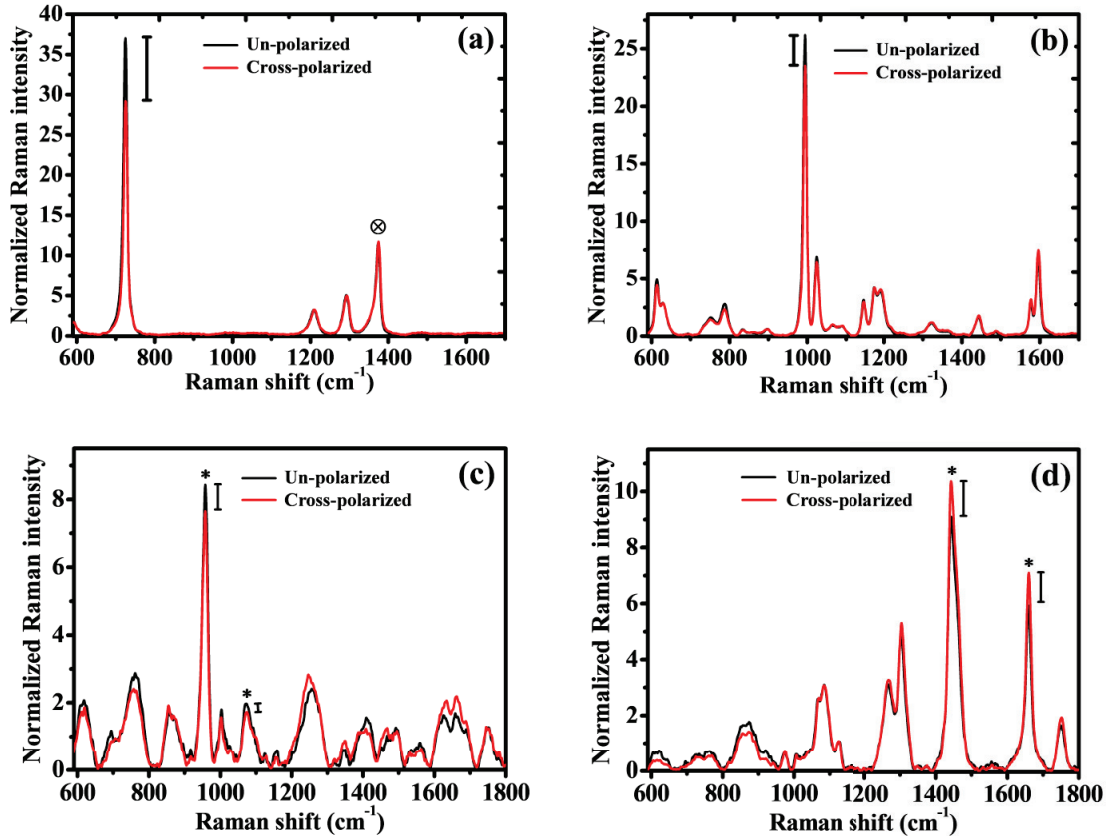 (a)
Un-polarized
Cross-polarized
40
35
30
25
20
15
10
5
0
⊗
600 800 1000 1200 1400 1600
Raman shift (cm-1)
Normalized Raman intensity
(b)
Un-polarized
Cross-polarized
25
20
15
10
5
0
600 800 1000 1200 1400 1600
Raman shift (cm-1)
Normalized Raman intensity
(c)
Un-polarized
Cross-polarized
8
6
4
2
0
*
*
600 800 1000 1200 1400 1600 1800
Raman shift (cm-1)
Normalized Raman intensity
(d)
Un-polarized
Cross-polarized
10
8
6
4
2
0
*
*
600 800 1000 1200 1400 1600 1800
Raman shift (cm-1)
Normalized Raman intensity